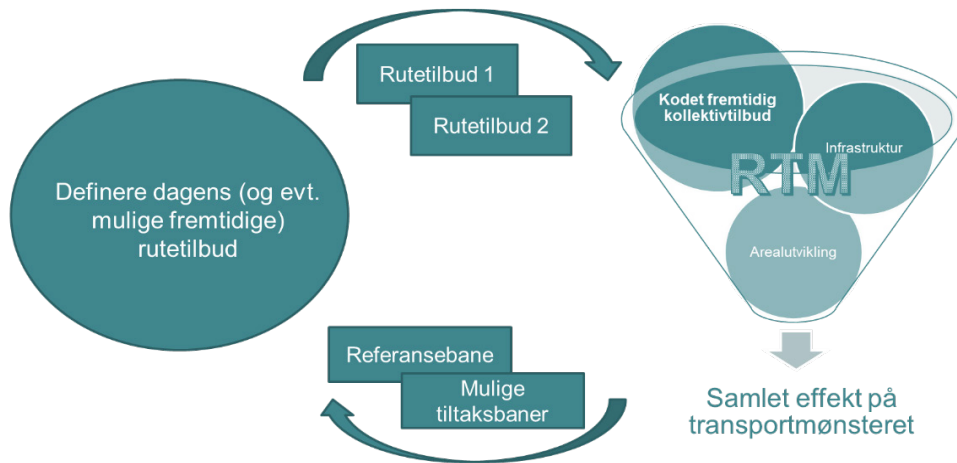 Rutetilbud 1
Rutetilbud 2
Definere dagens (og evt.
mulige fremtidige)
rutetilbud
Kodet fremtidig
kollektivtilbud
Infrastruktur
RTM
Arealutvikling
Referansebane
Mulige
tiltaksbaner
Samlet effekt på
transportmønsteret